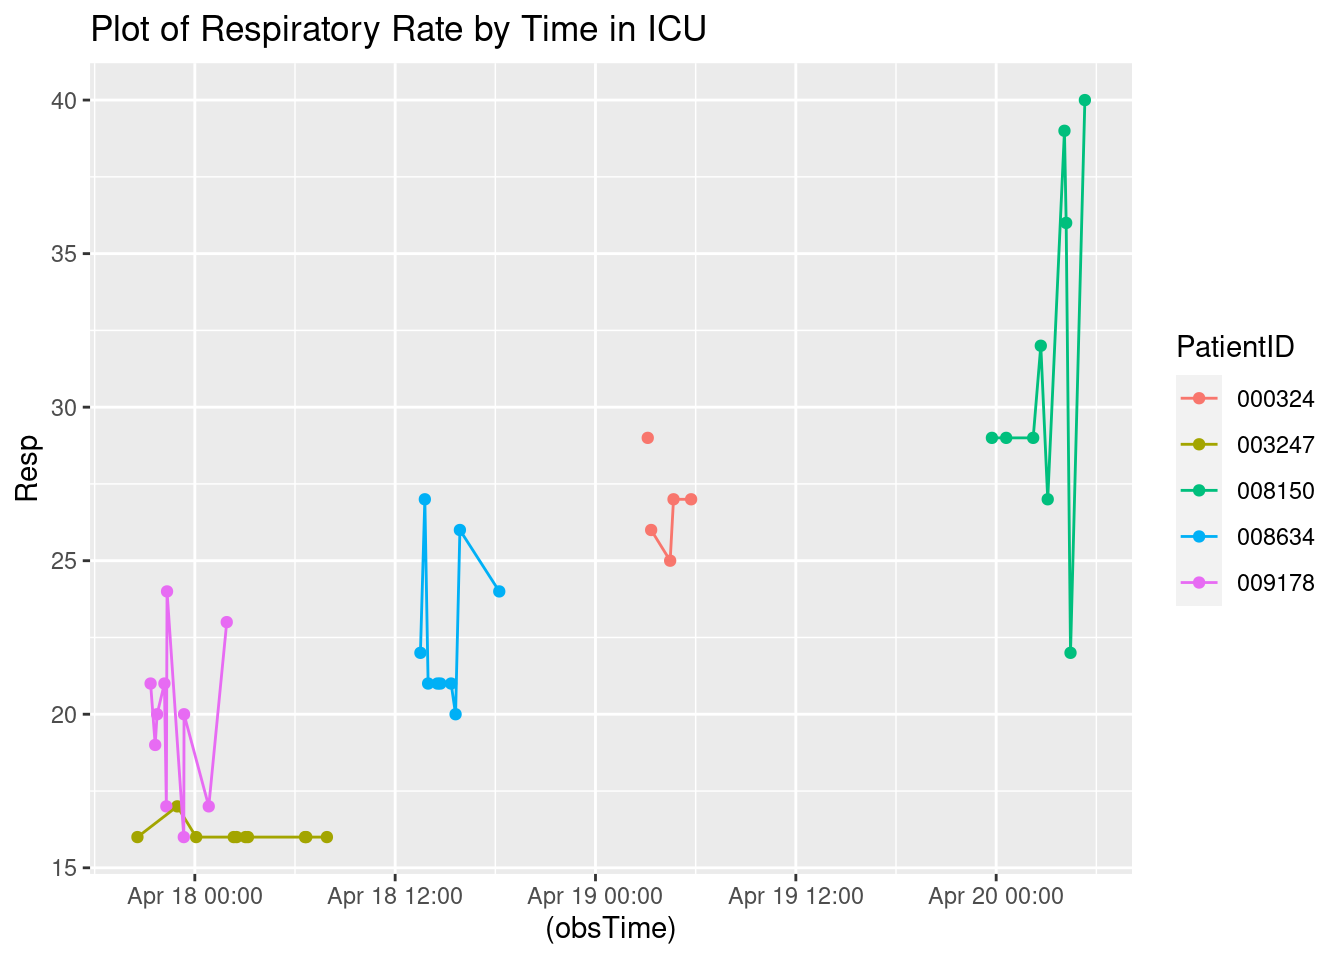 Plot of Respiratory Rate by Time in ICU
40
35
30
25
20
15
Resp
Apr 18 00:00
Apr 18 12:00
Apr 19 00:00
Apr 19 12:00
Apr 20 00:00
(obsTime)
PatientID
000324
003247
008150
008634
009178